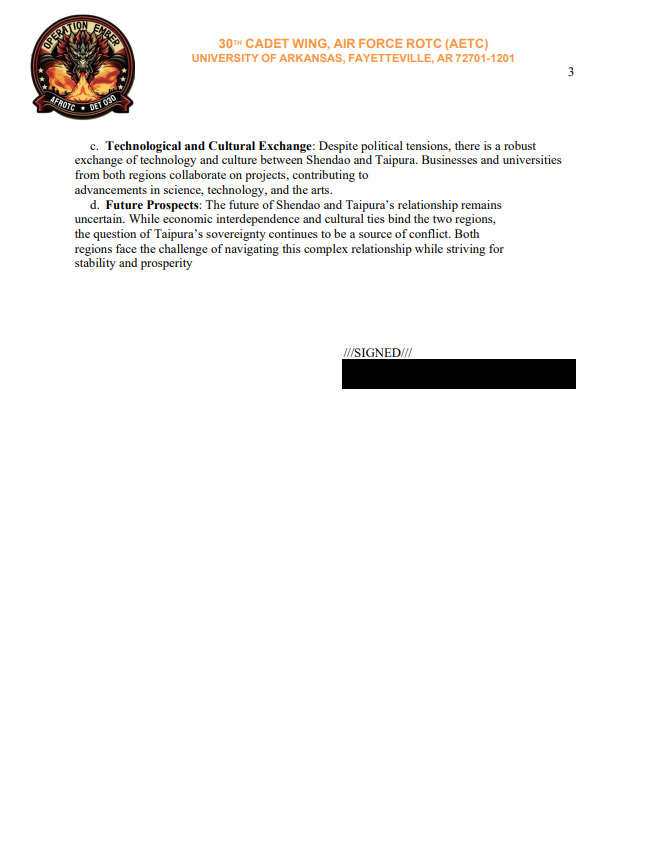 OPERATION EMBER
AFROTC ★ DET 030
30TH CADET WING, AIR FORCE ROTC (AETC)
UNIVERSITY OF ARKANSAS, FAYETTEVILLE, AR 72701-1201
3
c. Technological and Cultural Exchange: Despite political tensions, there is a robust
exchange of technology and culture between Shendao and Taipura. Businesses and universities
from both regions collaborate on projects, contributing to
advancements in science, technology, and the arts.
d. Future Prospects: The future of Shendao and Taipura’s relationship remains
uncertain. While economic interdependence and cultural ties bind the two regions,
the question of Taipura’s sovereignty continues to be a source of conflict. Both
regions face the challenge of navigating this complex relationship while striving for
stability and prosperity
///SIGNED///